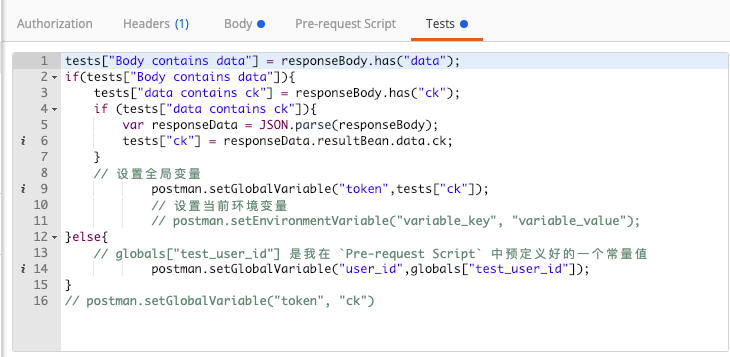 Authorization Headers (1) Body Pre-request Script Tests
1 tests["Body contains data"] = responseBody.has("data");
2 if(tests["Body contains data"]){
3 tests["data contains ck"] = responseBody.has("ck");
4 if (tests["data contains ck"]){
5 var responseData = JSON.parse(responseBody);
6 tests["ck"] = responseData.resultBean.data.ck;
7 }
8 // 设置全局变量
9 postman.setGlobalVariable("token",tests["ck"]);
10 // 设置当前环境变量
11 // postman.setEnvironmentVariable("variable_key", "variable_value");
12 }else{
13 // globals["test_user_id"] 是我在 `Pre-request Script` 中预定义好的一个常量值
14 postman.setGlobalVariable("user_id",globals["test_user_id"]);
15 }
16 // postman.setGlobalVariable("token", "ck")